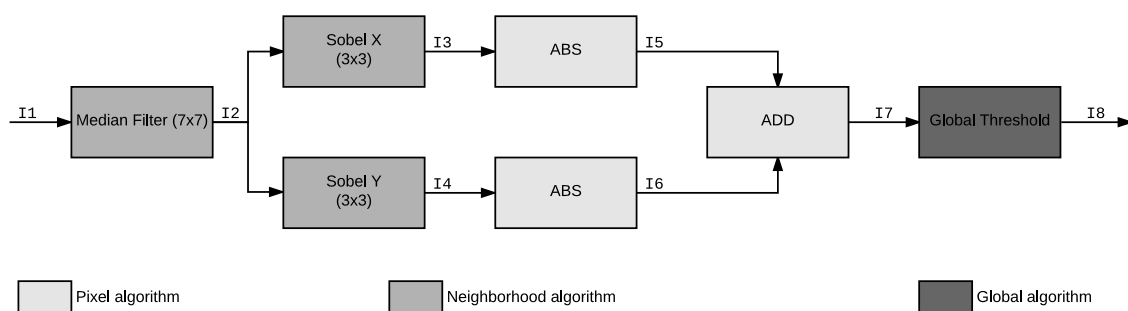 Sobel X
(3x3)
I3
ABS
I5
I1
Median Filter (7x7)
I2
ADD
I7
Global Threshold
I8
Sobel Y
(3x3)
I4
ABS
I6
Pixel algorithm
Neighborhood algorithm
Global algorithm